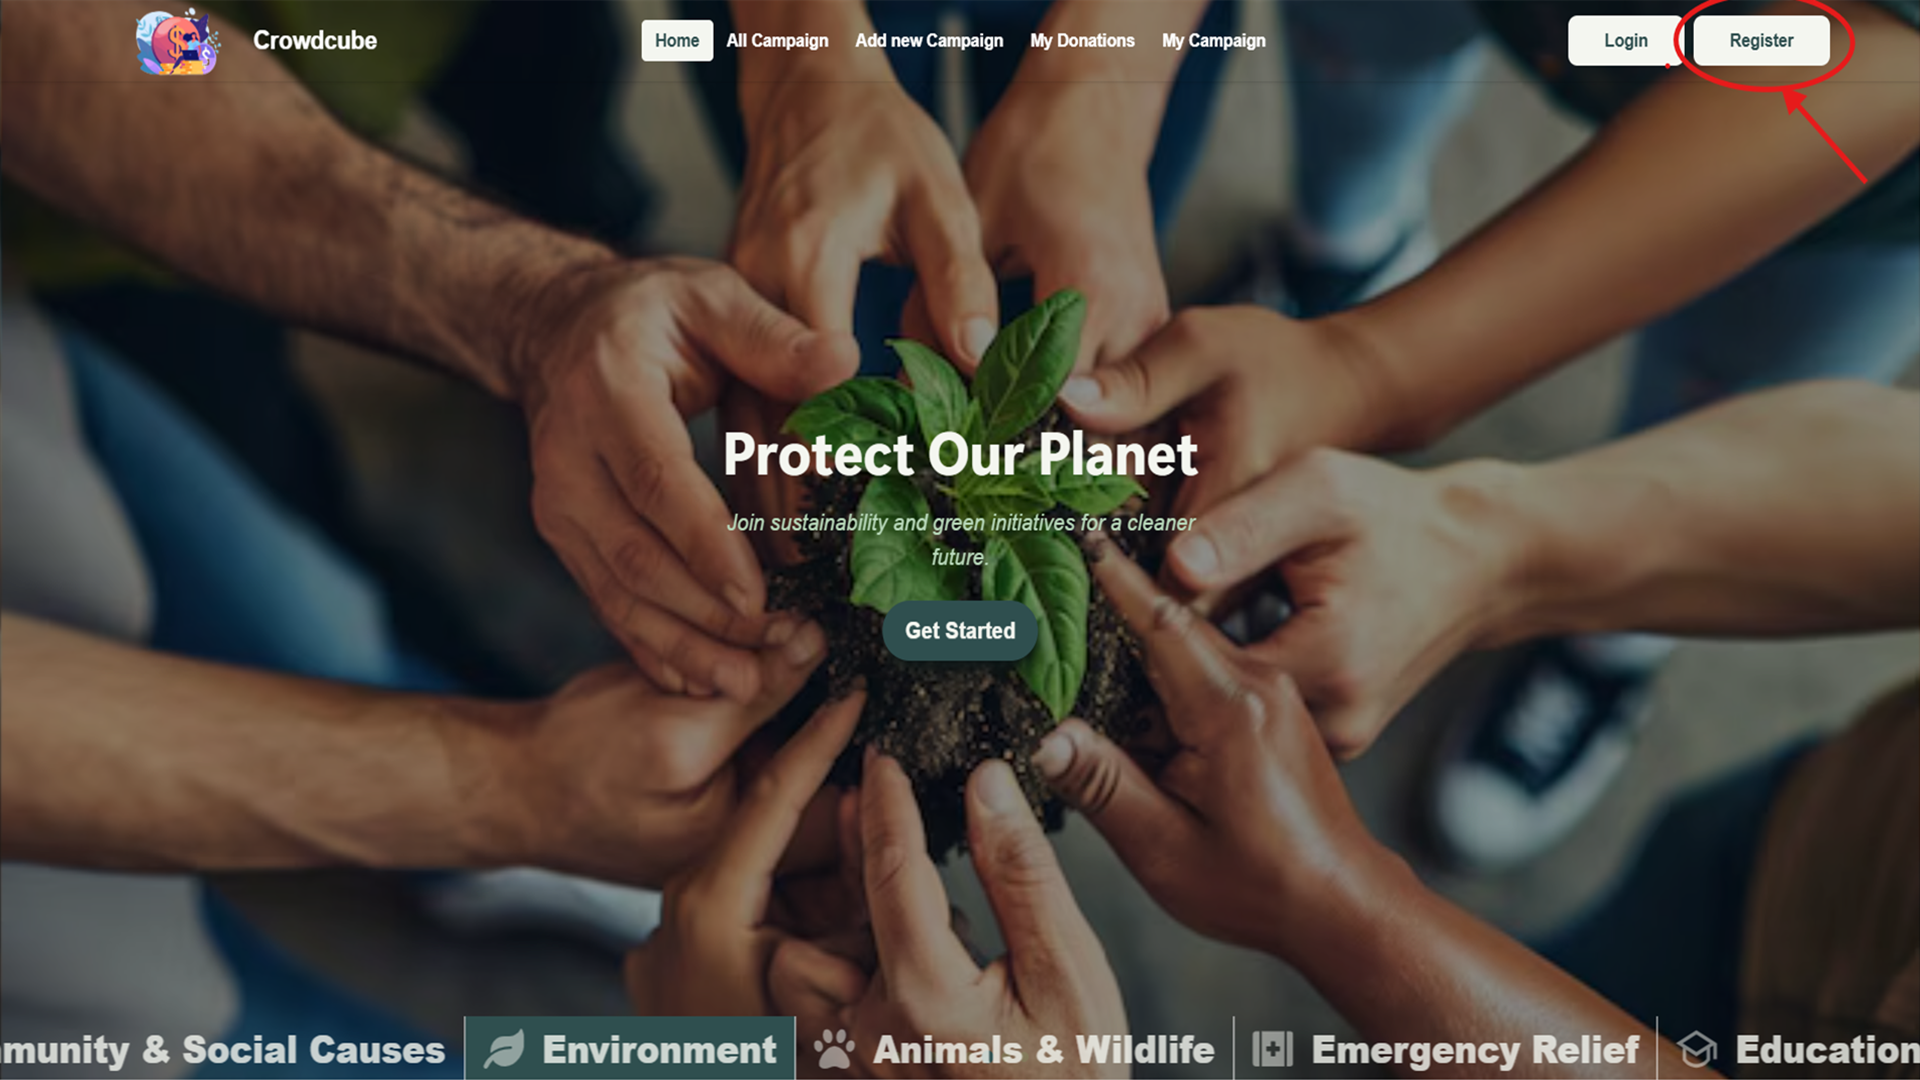 Crowdcube
Home
All Campaign
Add new Campaign
My Donations
My Campaign
Login
Register
Protect Our Planet
Join sustainability and green initiatives for a cleaner
future.
Get Started
mmunity & Social Causes
Environment
Animals & Wildlife
Emergency Relief
Education